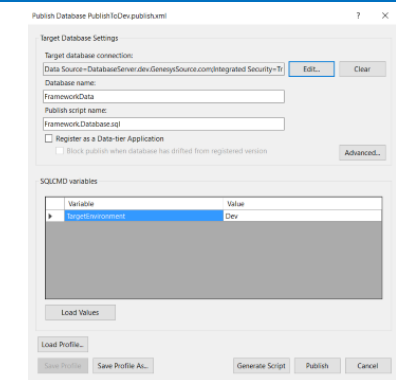 Publish Database PublishToDev.publish.xml
? ×
Target Database Settings
Target database connection:
Data Source=DatabaseServer.dev.GenesysSource.com;Integrated Security=Tr
Edit...
Clear
Database name:
FrameworkData
Publish script name:
Framework.Database.sql
Register as a Data-tier Application
Block publish when database has drifted from registered version
Advanced...
SQLCMD variables
Variable Value
TargetEnvironment Dev
Load Values
Load Profile...
Save Profile Save Profile As... Generate Script Publish Cancel